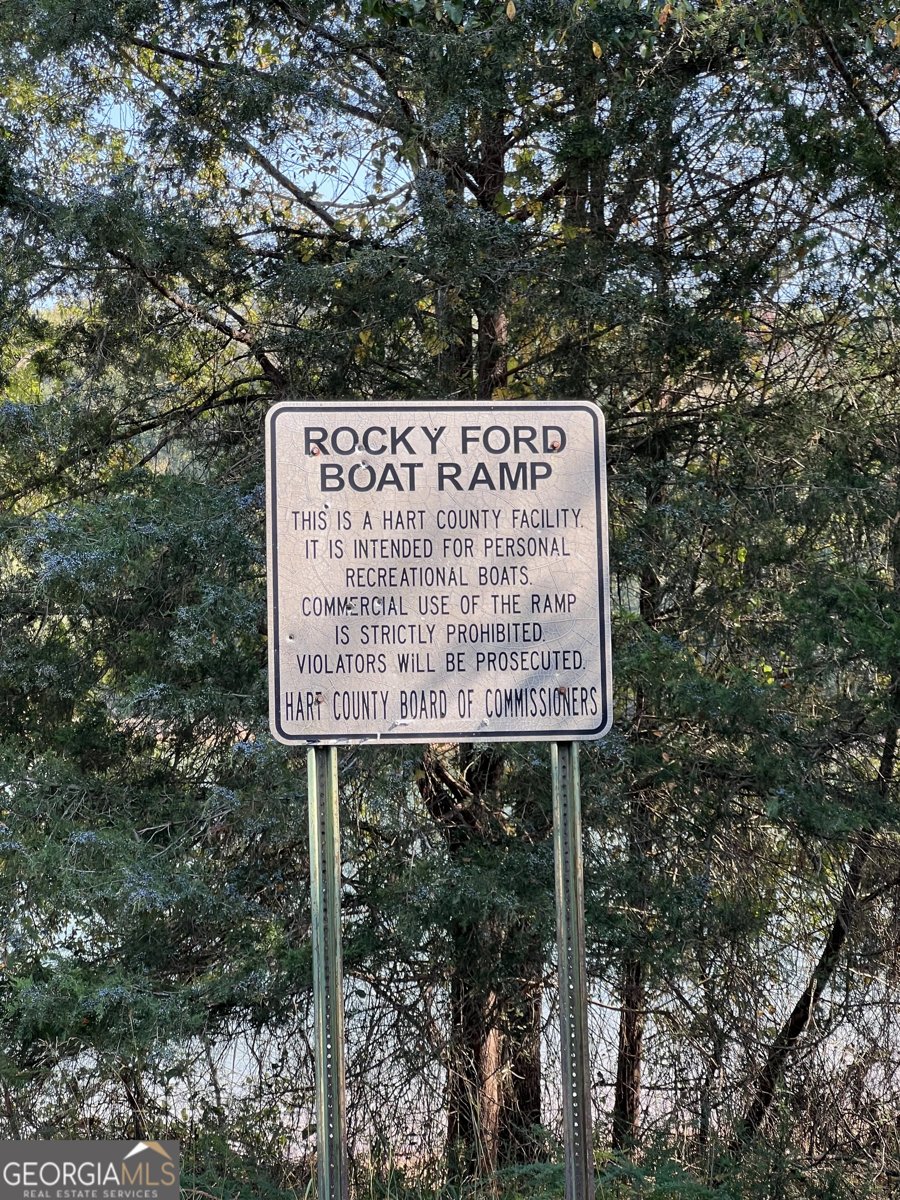 ROCKY FORD
BOAT RAMP
THIS IS A HART COUNTY FACILITY.
IT IS INTENDED FOR PERSONAL
RECREATIONAL BOATS.
COMMERCIAL USE OF THE RAMP
IS STRICTLY PROHIBITED.
VIOLATORS WILL BE PROSECUTED.
HART COUNTY BOARD OF COMMISSIONERS
GEORGIAMLS
REAL ESTATE SERVICES